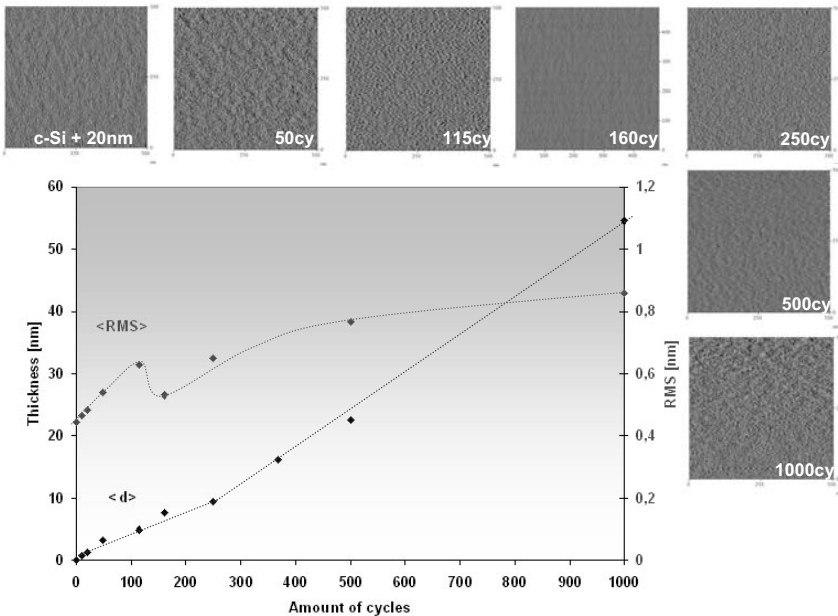 c-Si + 20nm
50cy
115cy
160cy
250cy
500cy
1000cy
60
50
40
30
20
10
0
Thickness [nm]
1,2
1
0,8
0,6
0,4
0,2
0
RMS [nm]
<RMS>
<d>
0 100 200 300 400 500 600 700 800 900 1000
Amount of cycles